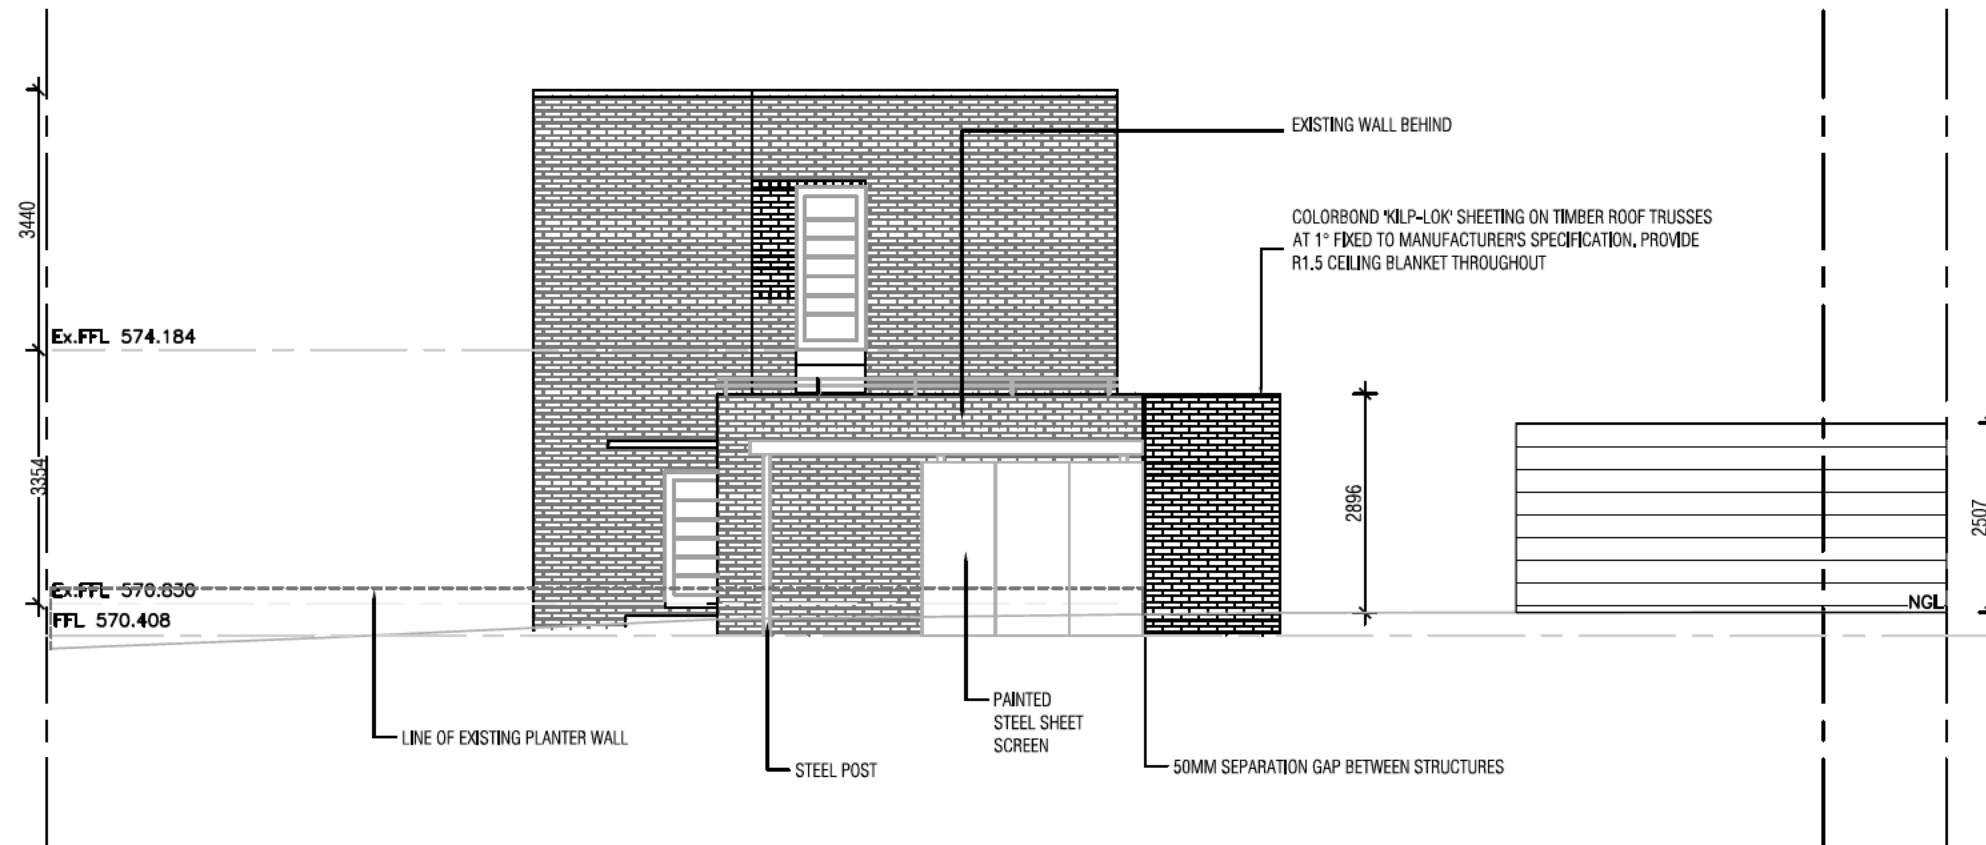 EXISTING WALL BEHIND
COLORBOND 'KILP-LOK' SHEETING ON TIMBER ROOF TRUSSES
AT 1° FIXED TO MANUFACTURER'S SPECIFICATION. PROVIDE
R1.5 CEILING BLANKET THROUGHOUT
3440
Ex.FFL 574.184
3354
2896
2507
Ex.FFL 570.830
NGL
FFL 570.408
PAINTED
STEEL SHEET
SCREEN
LINE OF EXISTING PLANTER WALL
STEEL POST
50MM SEPARATION GAP BETWEEN STRUCTURES